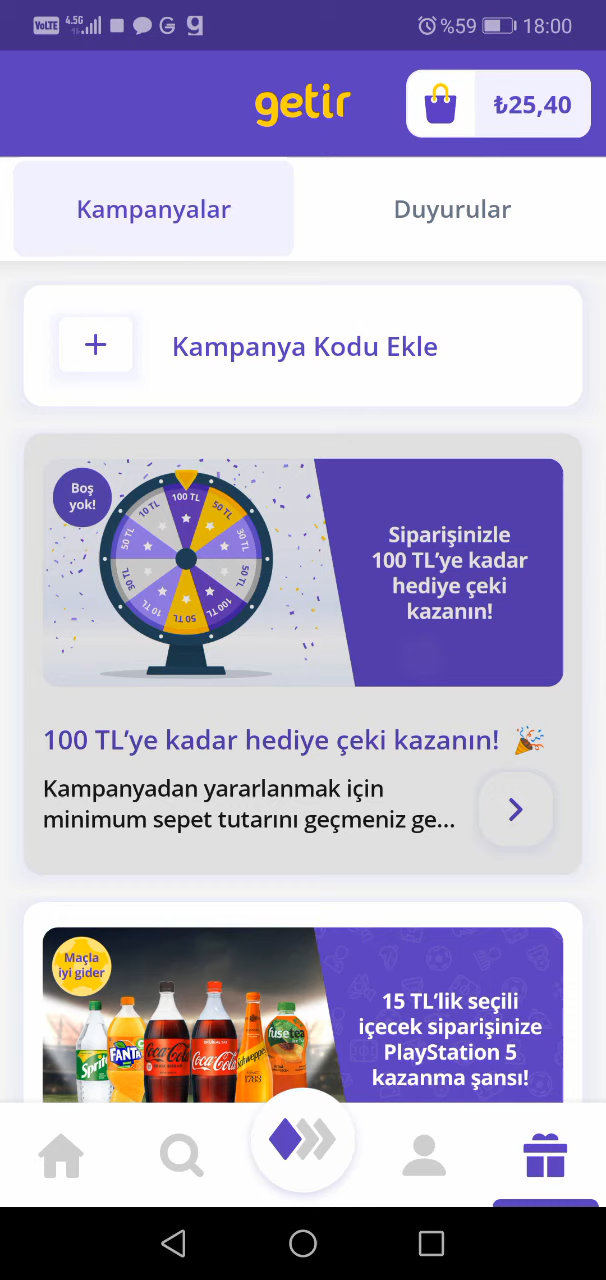 VoLTE 4.5G %59 18:00
getir
₺25,40
Kampanyalar
Duyurular
Kampanya Kodu Ekle
Boş
yok!
100 TL
50 TL
30 TL
50 TL
100 TL
50 TL
10 TL
30 TL
50 TL
10 TL
Siparişinizle
100 TL’ye kadar
hediye çeki
kazanın!
100 TL’ye kadar hediye çeki kazanın! 🎉
Kampanyadan yararlanmak için
minimum sepet tutarını geçmeniz ge...
Maçla
iyi gider
Sprite
FANTA
Coca-Cola
Coca-Cola
Schweppes
1783
fuse tea
15 TL’lik seçili
içecek siparişinize
PlayStation 5
kazanma şansı!